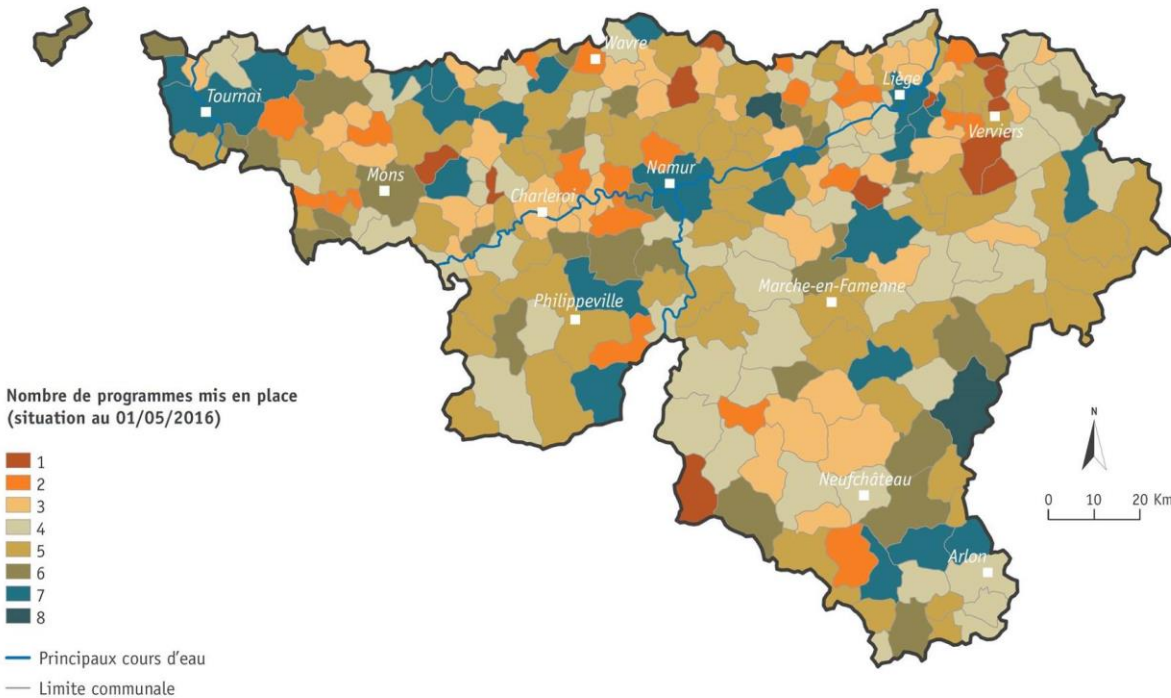 Wavre
Liège
Tournai
Verviers
Namur
Mons
Charleroi
Marche-en-Famenne
Philippeville
Nombre de programmes mis en place
(situation au 01/05/2016)
1
2
3
4
5
6
7
8
N
0 10 20 Km
Neufchâteau
Arlon
Principaux cours d'eau
Limite communale